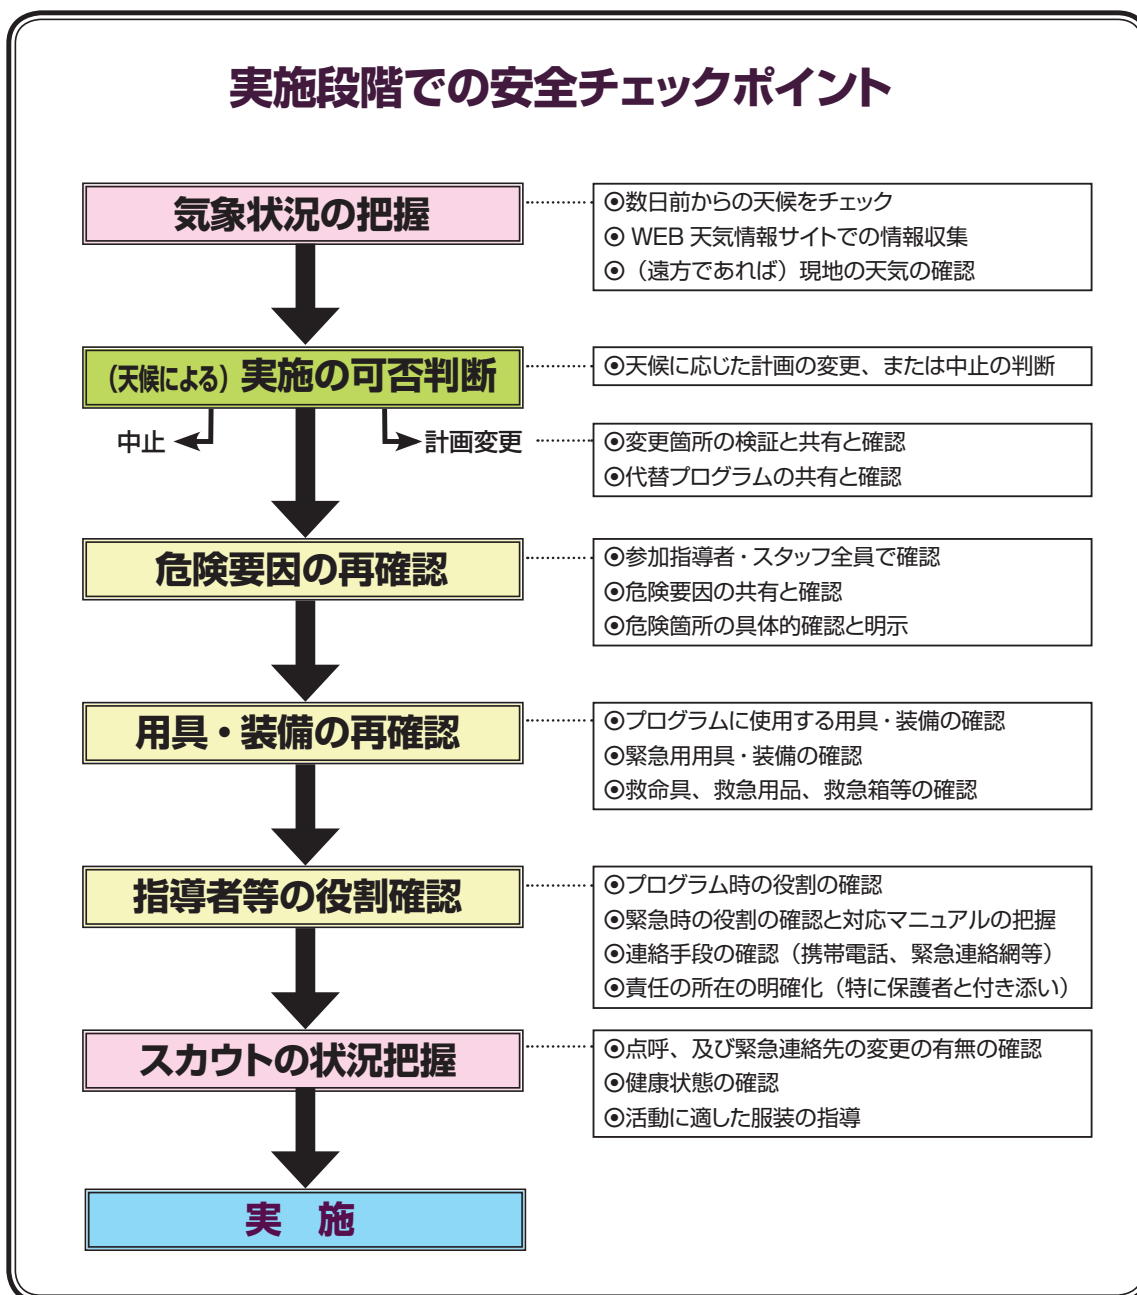 実施段階での安全チェックポイント
気象状況の把握
⦿数日前からの天候をチェック
⦿ WEB 天気情報サイトでの情報収集
⦿（遠方であれば）現地の天気の確認
（天候による）実施の可否判断
⦿天候に応じた計画の変更、または中止の判断
中止
計画変更
⦿変更箇所の検証と共有と確認
⦿代替プログラムの共有と確認
危険要因の再確認
⦿参加指導者・スタッフ全員で確認
⦿危険要因の共有と確認
⦿危険箇所の具体的確認と明示
用具・装備の再確認
⦿プログラムに使用する用具・装備の確認
⦿緊急用用具・装備の確認
⦿救命具、救急用品、救急箱等の確認
指導者等の役割確認
⦿プログラム時の役割の確認
⦿緊急時の役割の確認と対応マニュアルの把握
⦿連絡手段の確認（携帯電話、緊急連絡網等）
⦿責任の所在の明確化（特に保護者と付き添い）
スカウトの状況把握
⦿点呼、及び緊急連絡先の変更の有無の確認
⦿健康状態の確認
⦿活動に適した服装の指導
実　施